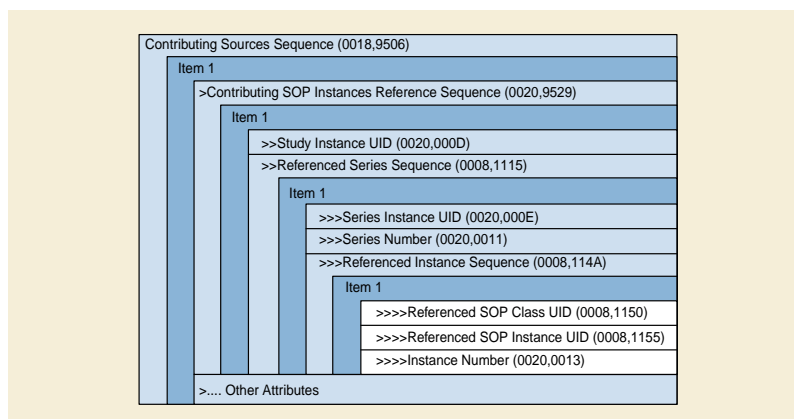 Contributing Sources Sequence (0018,9506)
Item 1
>Contributing SOP Instances Reference Sequence (0020,9529)
Item 1
>>Study Instance UID (0020,000D)
>>Referenced Series Sequence (0008,1115)
Item 1
>>>Series Instance UID (0020,000E)
>>>Series Number (0020,0011)
>>>Referenced Instance Sequence (0008,114A)
Item 1
>>>>Referenced SOP Class UID (0008,1150)
>>>>Referenced SOP Instance UID (0008,1155)
>>>>Instance Number (0020,0013)
>.... Other Attributes